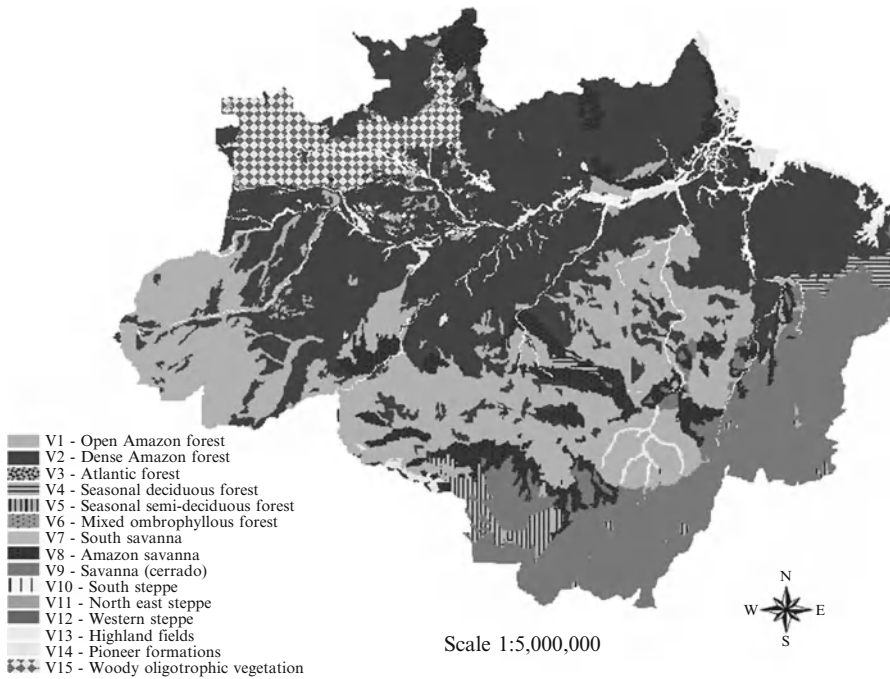 V1 - Open Amazon forest
V2 - Dense Amazon forest
V3 - Atlantic forest
V4 - Seasonal deciduous forest
V5 - Seasonal semi-deciduous forest
V6 - Mixed ombrophyllous forest
V7 - South savanna
V8 - Amazon savanna
V9 - Savanna (cerrado)
V10 - South steppe
V11 - North east steppe
V12 - Western steppe
V13 - Highland fields
V14 - Pioneer formations
V15 - Woody oligotrophic vegetation
Scale 1:5,000,000
N
W E
S